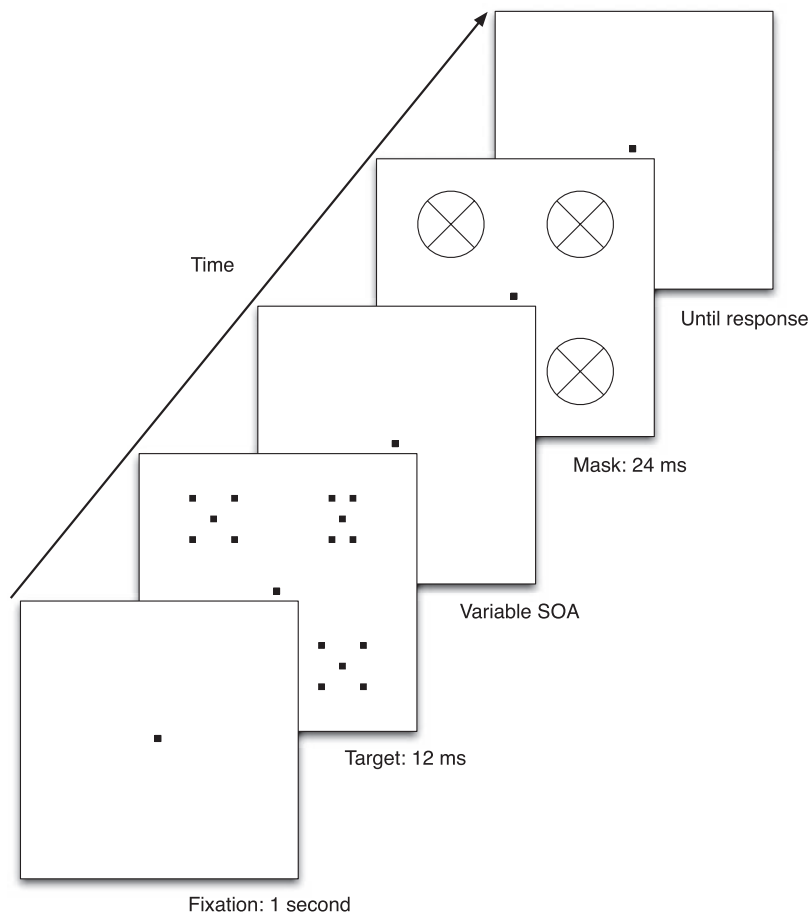 Time
Until response
Mask: 24 ms
Variable SOA
Target: 12 ms
Fixation: 1 second